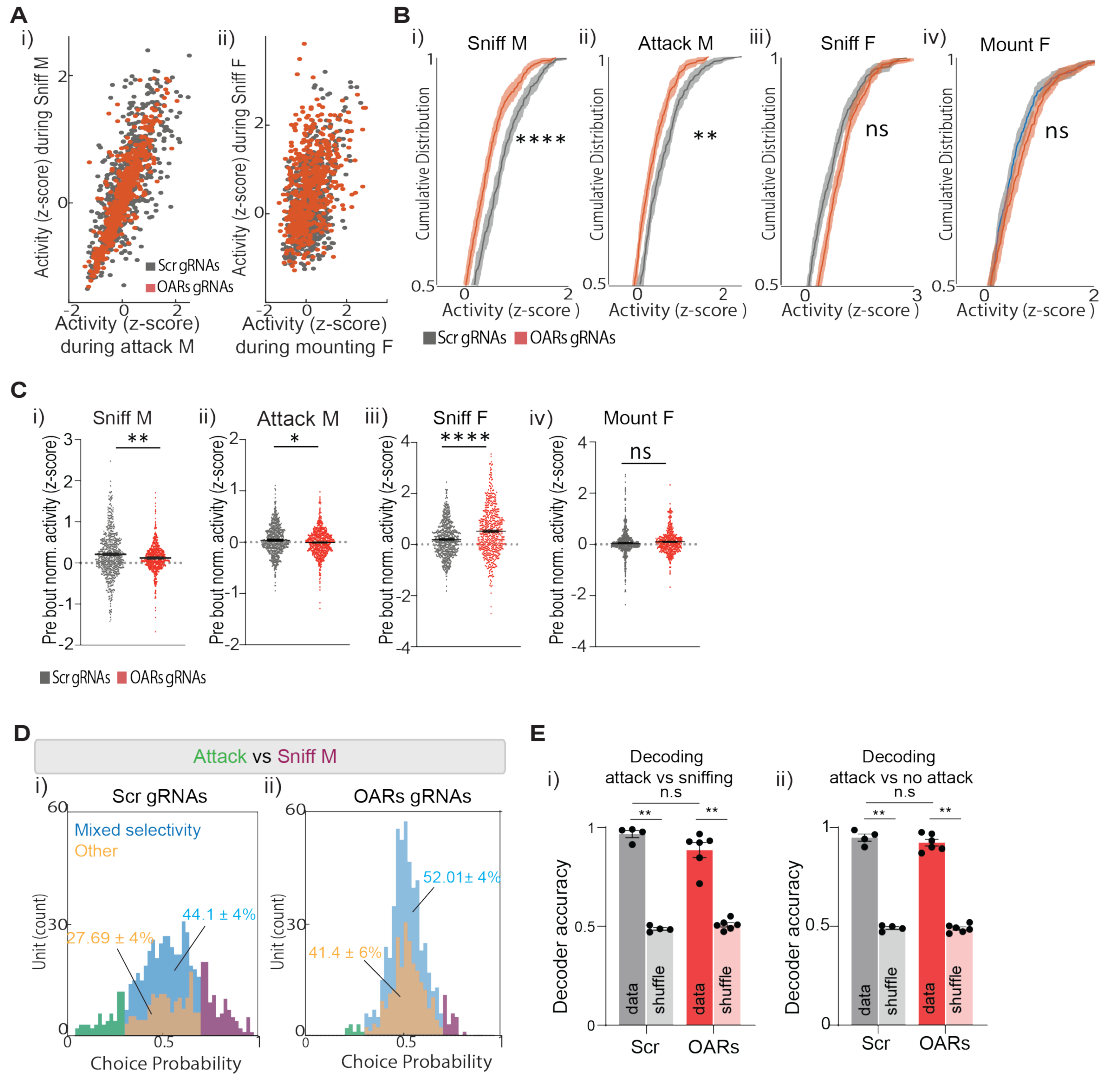 A
i)
ii)
Activity (z-score) during Sniff M
2
0
-2
0
2
Scr gRNAs
OARs gRNAs
Activity (z-score)
during attack M
Activity (z-score) during Sniff F
2
0
0
2
Activity (z-score)
during mounting F
B
i)
Sniff M
Cumulative Distribution
1
0.5
****
0
2
Activity (z-score )
ii)
Attack M
Cumulative Distribution
1
0.5
**
0
2
Activity (z-score )
iii)
Sniff F
Cumulative Distribution
1
0.5
ns
0
3
Activity (z-score )
iv)
Mount F
Cumulative Distribution
1
0.5
ns
0
2
Activity (z-score )
Scr gRNAs
OARs gRNAs
C
i)
Sniff M
**
Pre bout norm. activity (z-score)
3
2
1
0
-1
-2
ii)
Attack M
*
Pre bout norm. activity (z-score)
2
1
0
-1
-2
iii)
Sniff F
****
Pre bout norm. activity (z-score)
4
2
0
-2
-4
iv)
Mount F
ns
Pre bout norm. activity (z-score)
4
2
0
-2
-4
Scr gRNAs
OARs gRNAs
D
Attack vs Sniff M
i)
Scr gRNAs
Mixed selectivity
Other
44.1 ± 4%
27.69 ± 4%
Unit (count)
60
30
0
0
0.5
1
Choice Probability
ii)
OARs gRNAs
52.01± 4%
41.4 ± 6%
Unit (count)
60
30
0
0
0.5
1
Choice Probability
E
i)
Decoding
attack vs sniffing
n.s
**
**
Decoder accuracy
1
0.5
0
data
shuffle
data
shuffle
Scr
OARs
ii)
Decoding
attack vs no attack
n.s
**
**
Decoder accuracy
1
0.5
0
data
shuffle
data
shuffle
Scr
OARs